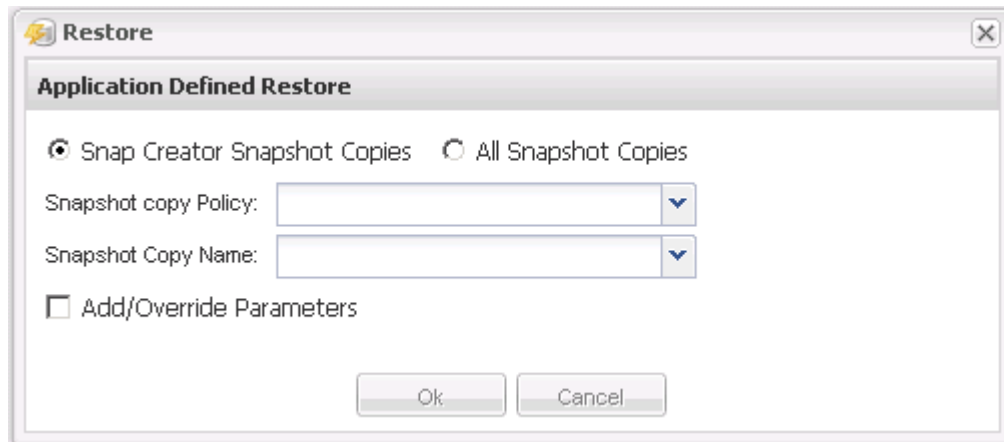 Restore
Application Defined Restore
Snap Creator Snapshot Copies All Snapshot Copies
Snapshot copy Policy:
Snapshot Copy Name:
Add/Override Parameters
Ok Cancel